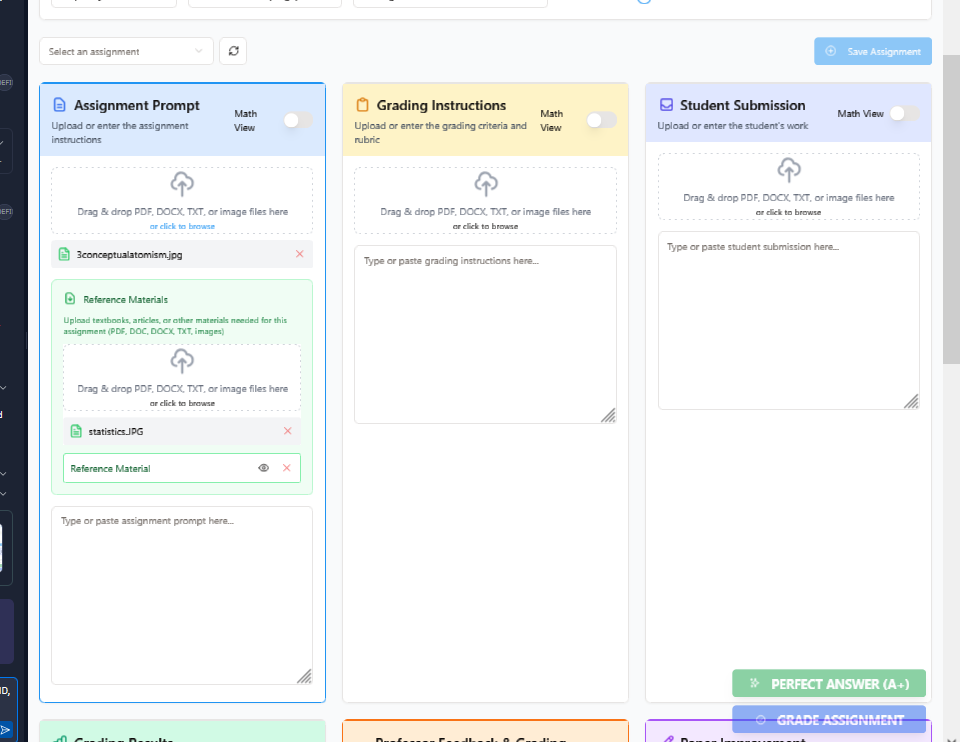 Select an assignment
Save Assignment
Assignment Prompt
Upload or enter the assignment
instructions
Math
View
Drag & drop PDF, DOCX, TXT, or image files here
or click to browse
3conceptualatomism.jpg
Reference Materials
Upload textbooks, articles, or other materials needed for this
assignment (PDF, DOC, DOCX, TXT, images)
Drag & drop PDF, DOCX, TXT, or image files here
or click to browse
statistics.JPG
Reference Material
Type or paste assignment prompt here...
Grading Instructions
Upload or enter the grading criteria and
rubric
Math
View
Drag & drop PDF, DOCX, TXT, or image files here
or click to browse
Type or paste grading instructions here...
Student Submission
Upload or enter the student's work
Math View
Drag & drop PDF, DOCX, TXT, or image files here
or click to browse
Type or paste student submission here...
PERFECT ANSWER (A+)
GRADE ASSIGNMENT
Grading Results
Professor Feedback & Grading
Paper Improvement